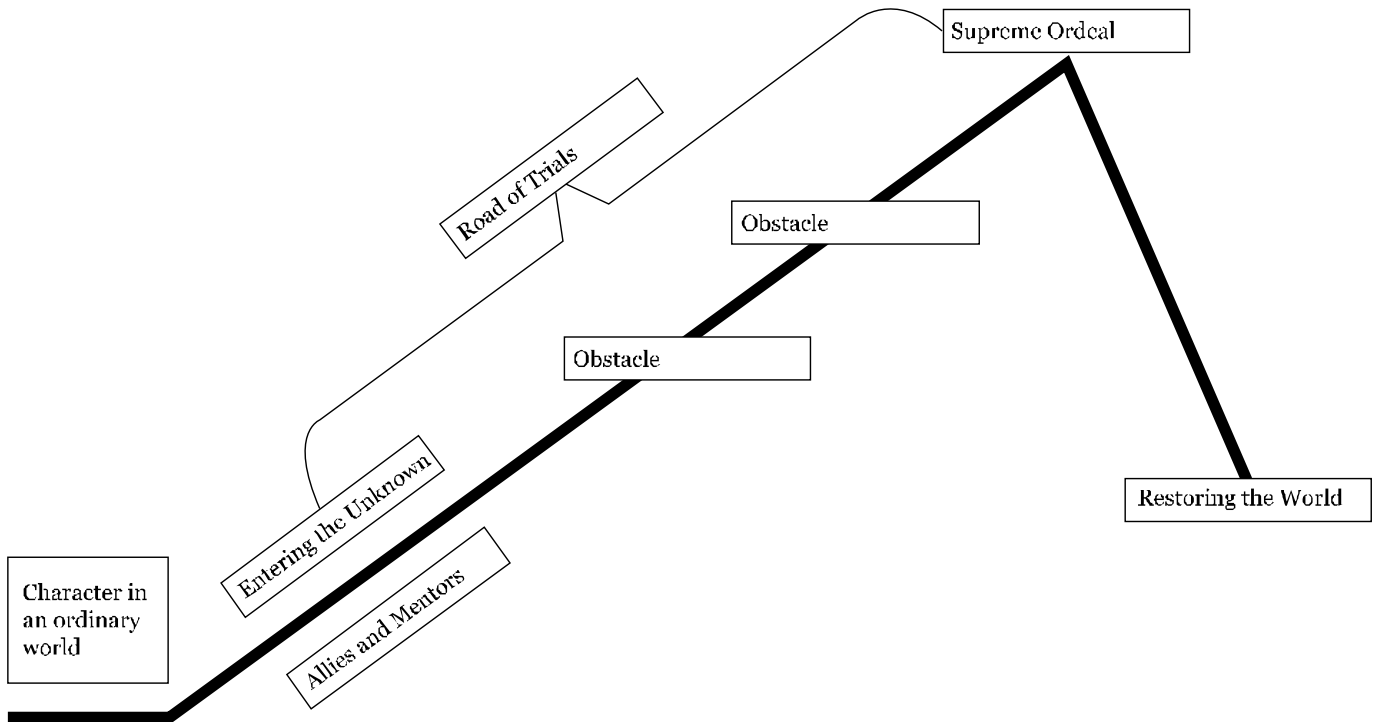 Supreme Ordeal
Road of Trials
Obstacle
Obstacle
Entering the Unknown
Restoring the World
Character in
an ordinary
world
Allies and Mentors